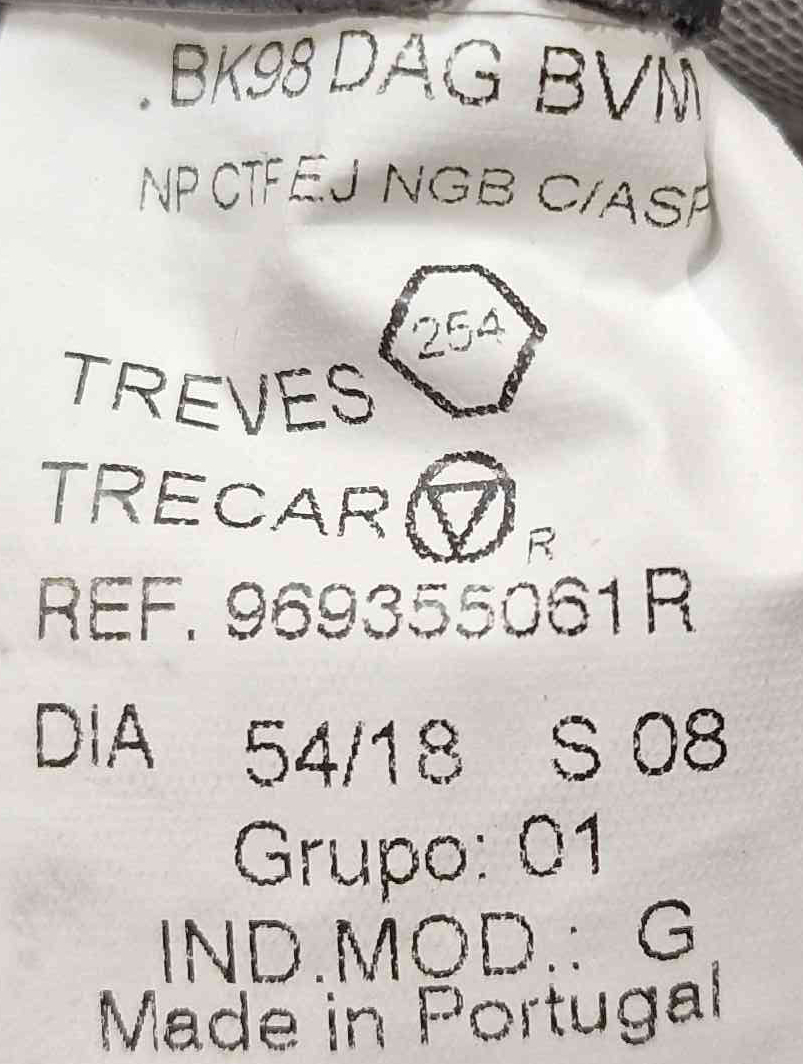 . BK98 DAG BVM
NP CTF EJ NGB C/ASP
254
TREVES
TRECAR R
REF. 969355061R
DIA 54/18 S 08
Grupo: 01
IND.MOD.: G
Made in Portugal